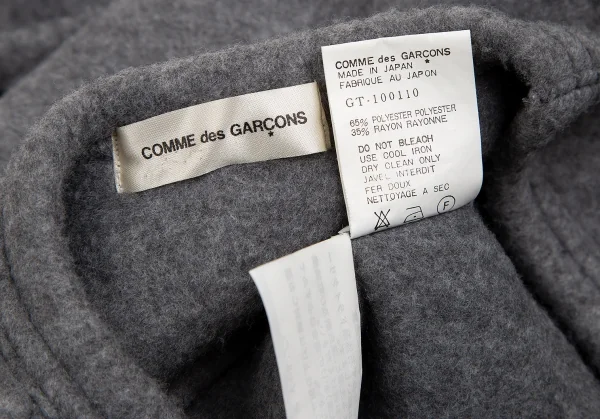 COMME des GARÇONS
COMME des GARCONS
MADE IN JAPAN
FABRIQUE AU JAPON
GT-100110
65% POLYESTER POLYESTER
35% RAYON RAYONNE
DO NOT BLEACH
USE COOL IRON
DRY CLEAN ONLY
JAVEL INTERDIT
FER DOUX
NETTOYAGE A SEC
F